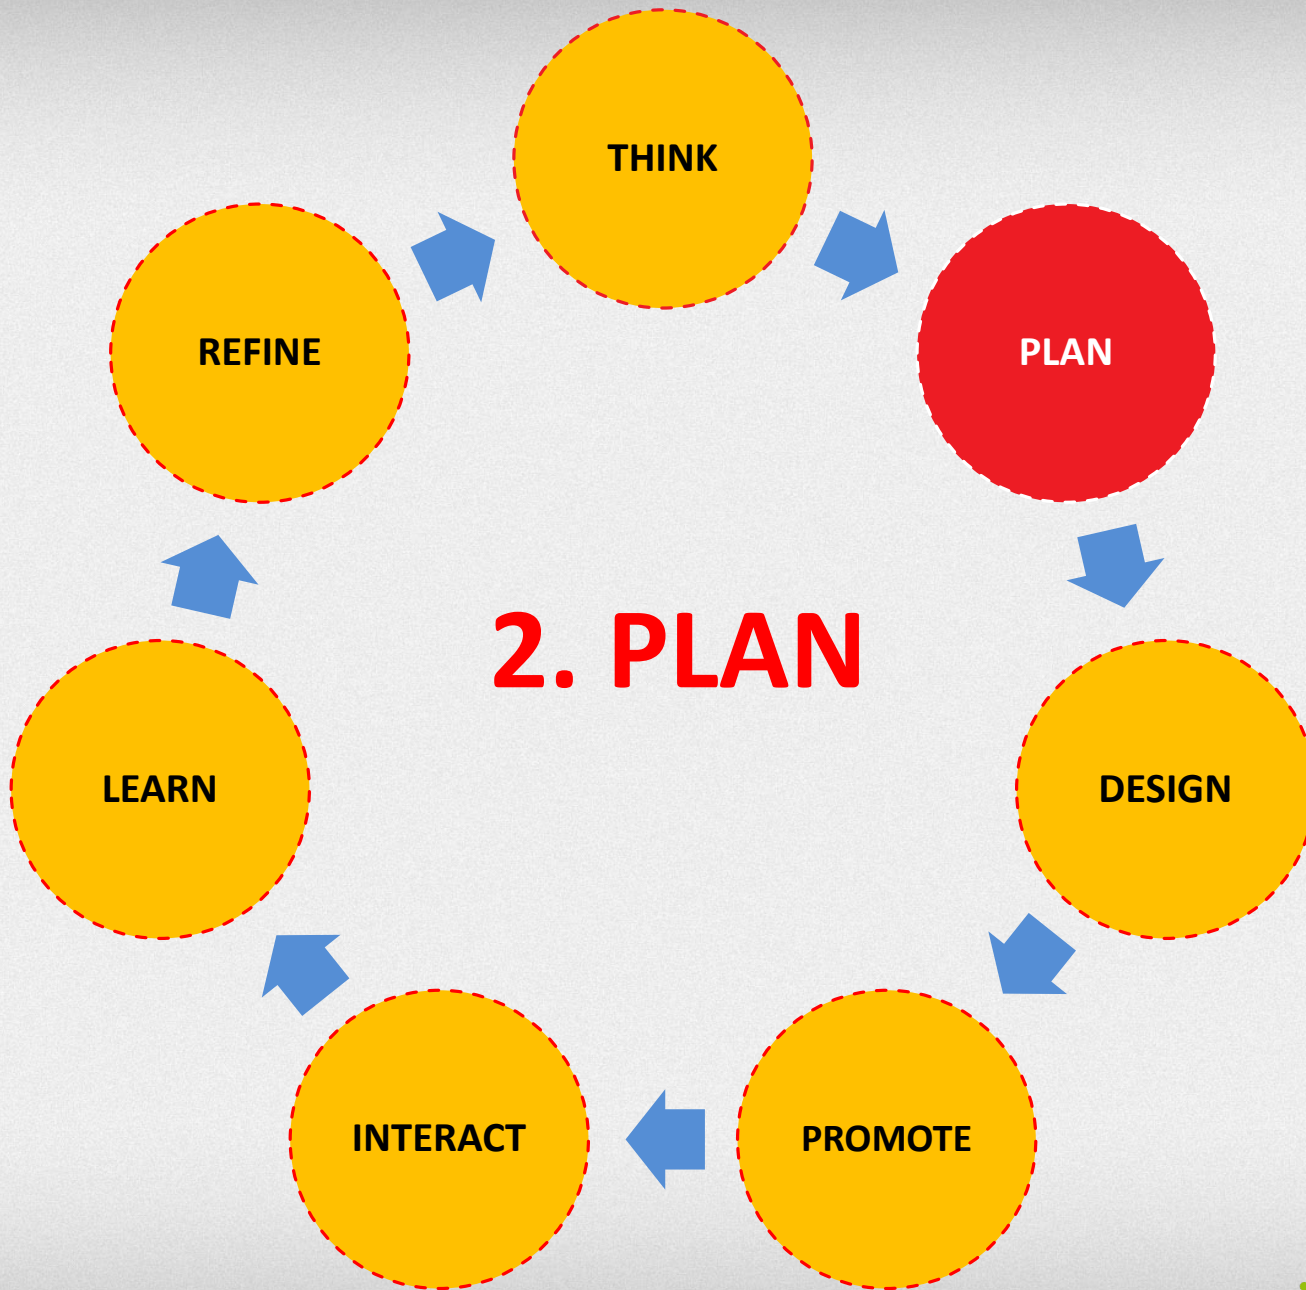 THINK
PLAN
DESIGN
PROMOTE
INTERACT
LEARN
REFINE
2. PLAN